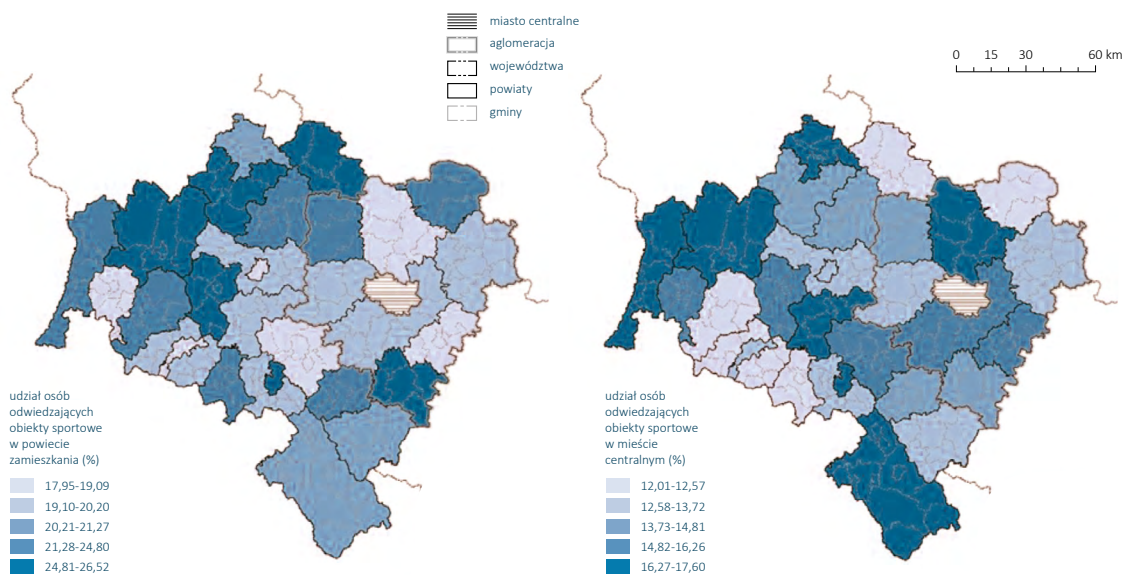 miasto centralne
aglomeracja
województwa
powiaty
gminy
0 15 30 60 km
udział osób
odwiedzających
obiekty sportowe
w powiecie
zamieszkania (%)
17,95-19,09
19,10-20,20
20,21-21,27
21,28-24,80
24,81-26,52
udział osób
odwiedzających
obiekty sportowe
w mieście
centralnym (%)
12,01-12,57
12,58-13,72
13,73-14,81
14,82-16,26
16,27-17,60